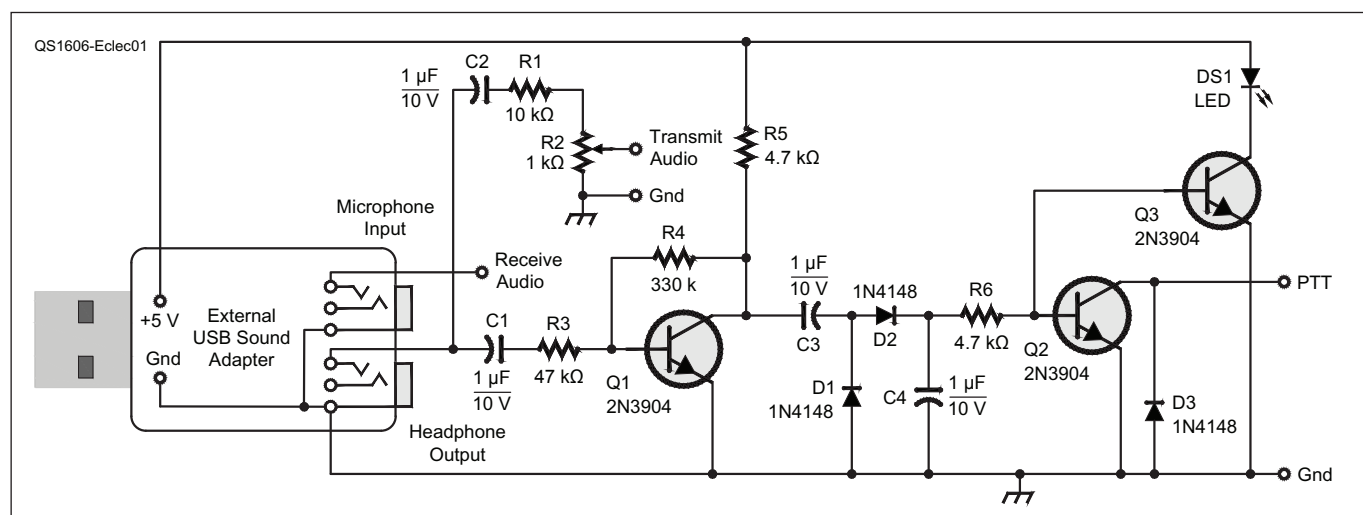 QS1606-Eclec01
C2
1 µF
10 V
R1
10 kΩ
R2
1 kΩ
Transmit
Audio
Gnd
R5
4.7 kΩ
DS1
LED
Q3
2N3904
Microphone
Input
Receive
Audio
R4
330 k
+5 V
External
USB Sound
Adapter
Gnd
C1
1 µF
10 V
R3
47 kΩ
Q1
2N3904
1 µF
10 V
C3
1N4148
D2
R6
4.7 kΩ
Q2
2N3904
PTT
D1
1N4148
C4
1 µF
10 V
D3
1N4148
Headphone
Output
Gnd